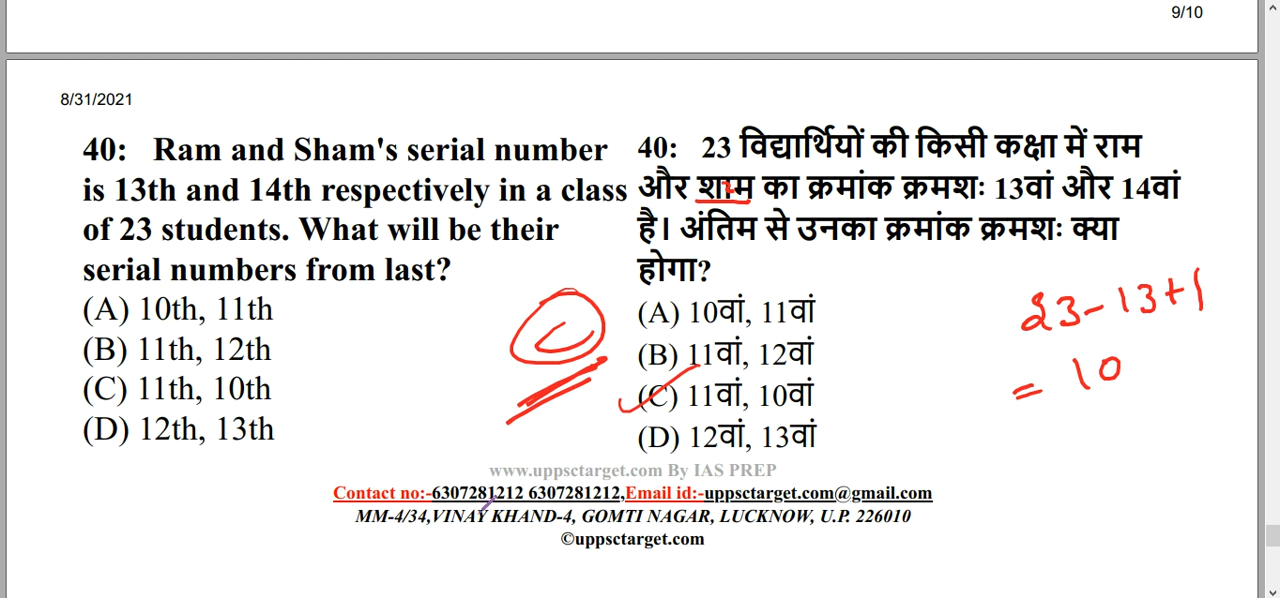 9/10
8/31/2021
40: Ram and Sham's serial number
is 13th and 14th respectively in a class
of 23 students. What will be their
serial numbers from last?
(A) 10th, 11th
(B) 11th, 12th
(C) 11th, 10th
(D) 12th, 13th
40: 23 विद्यार्थियों की किसी कक्षा में राम
और शाम का क्रमांक क्रमशः 13वां और 14वां
है। अंतिम से उनका क्रमांक क्रमशः क्या
होगा?
(A) 10वां, 11वां
(B) 11वां, 12वां
(C) 11वां, 10वां
(D) 12वां, 13वां
C
23-13+1
= 10
www.uppsctarget.com By IAS PREP
Contact no:-6307281212 6307281212,Email id:-uppsctarget.com@gmail.com
MM-4/34,VINAY KHAND-4, GOMTI NAGAR, LUCKNOW, U.P. 226010
©uppsctarget.com